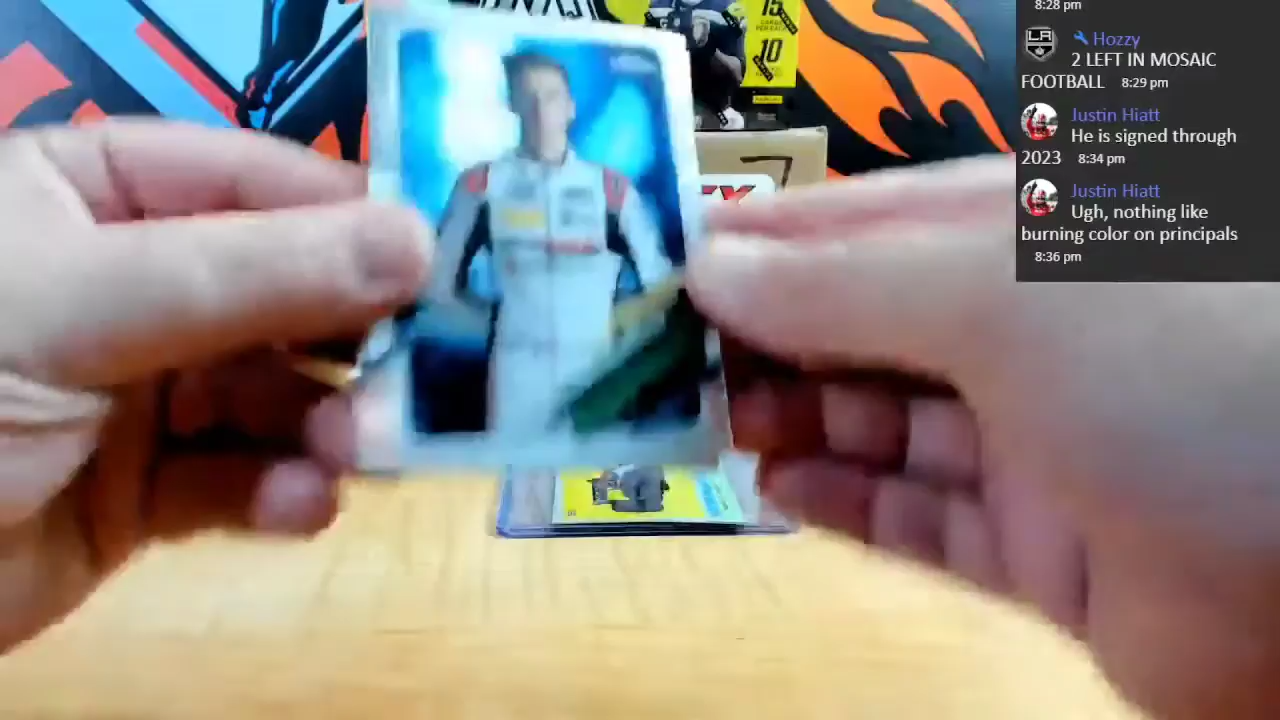 8:28 pm
Hozzy
2 LEFT IN MOSAIC
FOOTBALL 8:29 pm
Justin Hiatt
He is signed through
2023 8:34 pm
Justin Hiatt
Ugh, nothing like
burning color on principals
8:36 pm
15
10
7